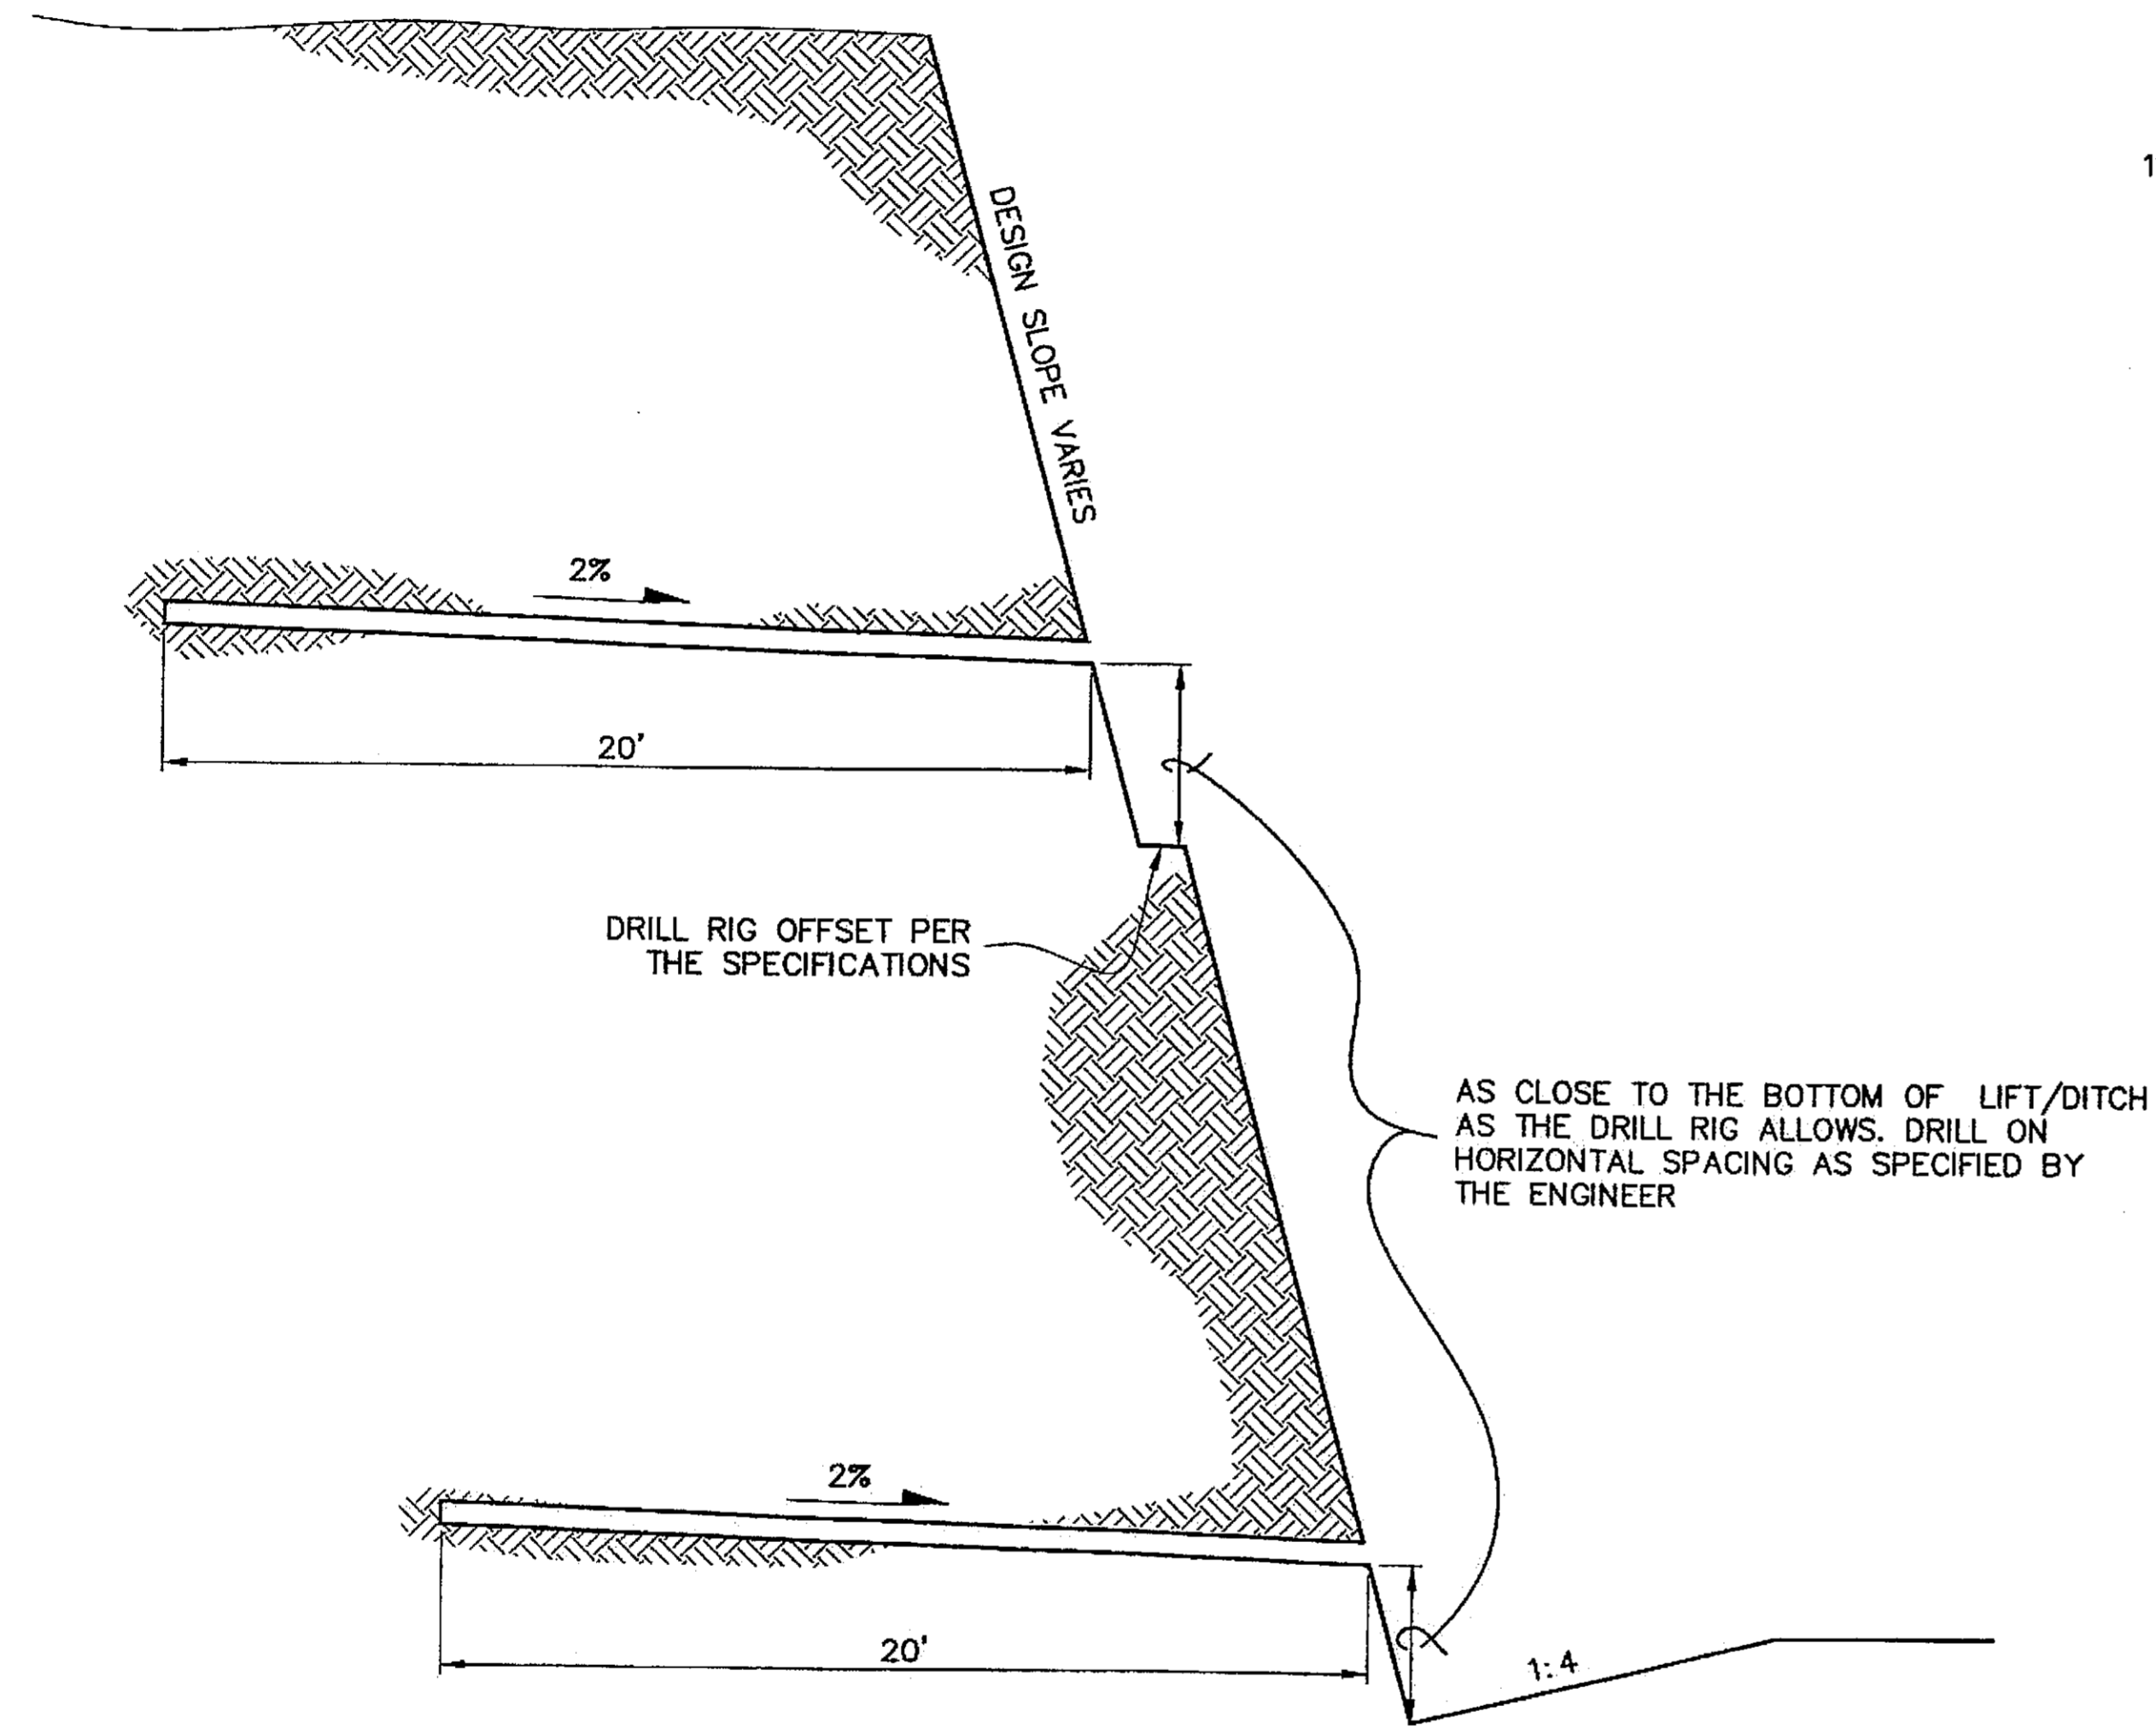 1
DESIGN SLOPE VARIES
2%
20'
DRILL RIG OFFSET PER
THE SPECIFICATIONS
AS CLOSE TO THE BOTTOM OF LIFT/DITCH
AS THE DRILL RIG ALLOWS. DRILL ON
HORIZONTAL SPACING AS SPECIFIED BY
THE ENGINEER
2%
20'
1:4